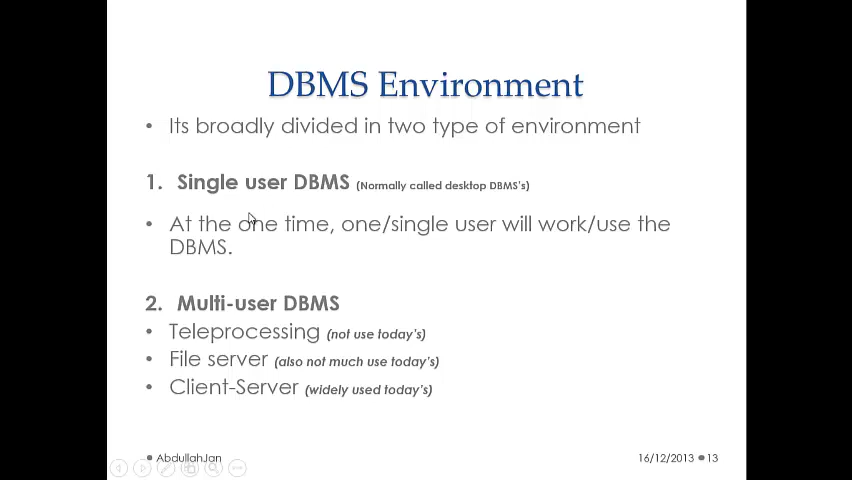 DBMS Environment
• Its broadly divided in two type of environment
1. Single user DBMS (Normally called desktop DBMS's)
• At the one time, one/single user will work/use the
DBMS.
2. Multi-user DBMS
• Teleprocessing (not use today's)
• File server (also not much use today's)
• Client-Server (widely used today's)
• AbdullahJan
16/12/2013 • 13